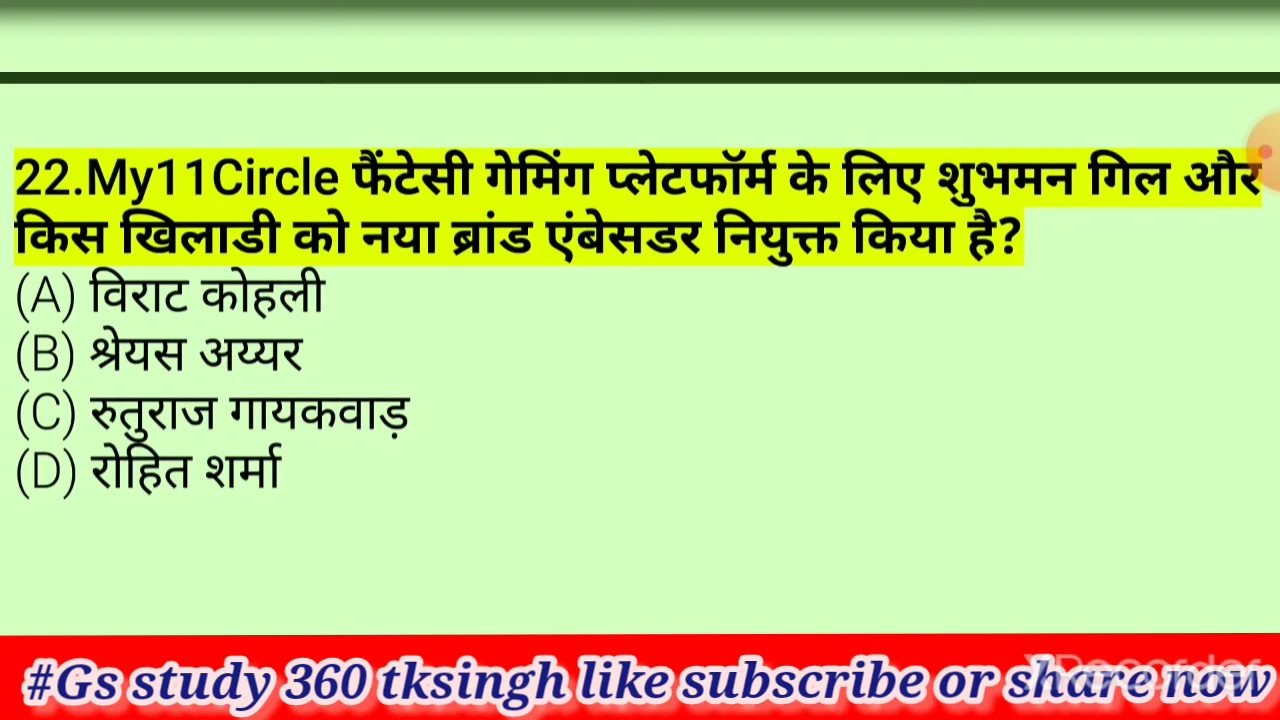 22.My11Circle फैंटेसी गेमिंग प्लेटफॉर्म के लिए शुभमन गिल और
किस खिलाडी को नया ब्रांड एंबेसडर नियुक्त किया है?
(A) विराट कोहली
(B) श्रेयस अय्यर
(C) रुतुराज गायकवाड़
(D) रोहित शर्मा
#Gs study 360 tksingh like subscribe or share now
XRecorder